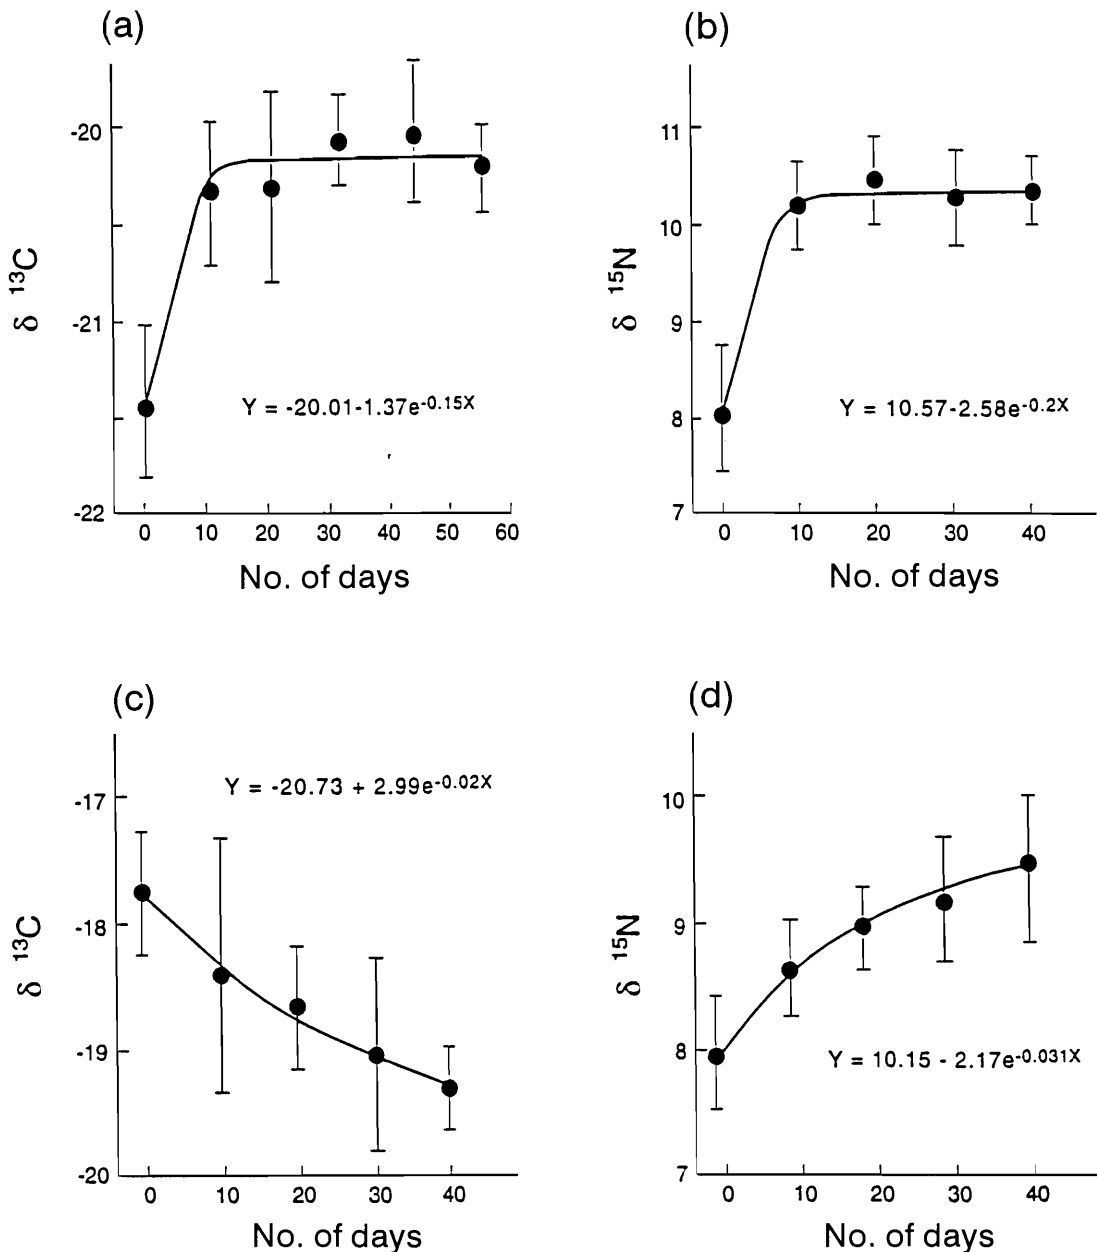 (a)
-20
-21
-22
δ ¹³C
Y = -20.01-1.37e⁻⁰·¹⁵ˣ
0 10 20 30 40 50 60
No. of days
(b)
11
10
9
8
7
δ ¹⁵N
Y = 10.57-2.58e⁻⁰·²ˣ
0 10 20 30 40
No. of days
(c)
-17
-18
-19
-20
δ ¹³C
Y = -20.73 + 2.99e⁻⁰·⁰²ˣ
0 10 20 30 40
No. of days
(d)
10
9
8
7
δ ¹⁵N
Y = 10.15 - 2.17e⁻⁰·⁰³¹ˣ
0 10 20 30 40
No. of days